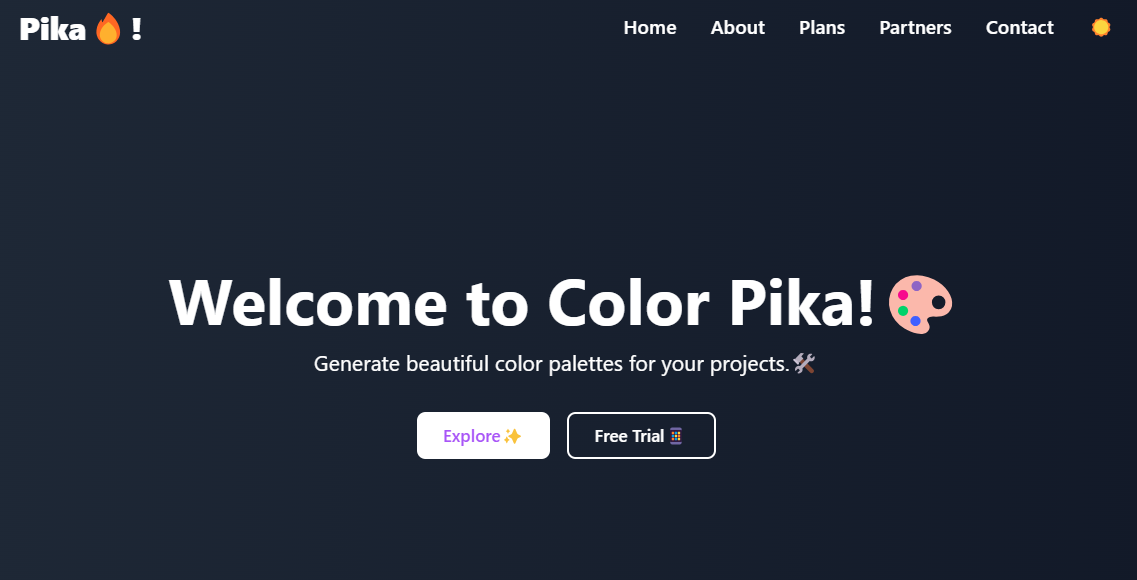 Pika 🔥 !
Home About Plans Partners Contact
Welcome to Color Pika! 🎨
Generate beautiful color palettes for your projects.🛠️
Explore✨ Free Trial📱